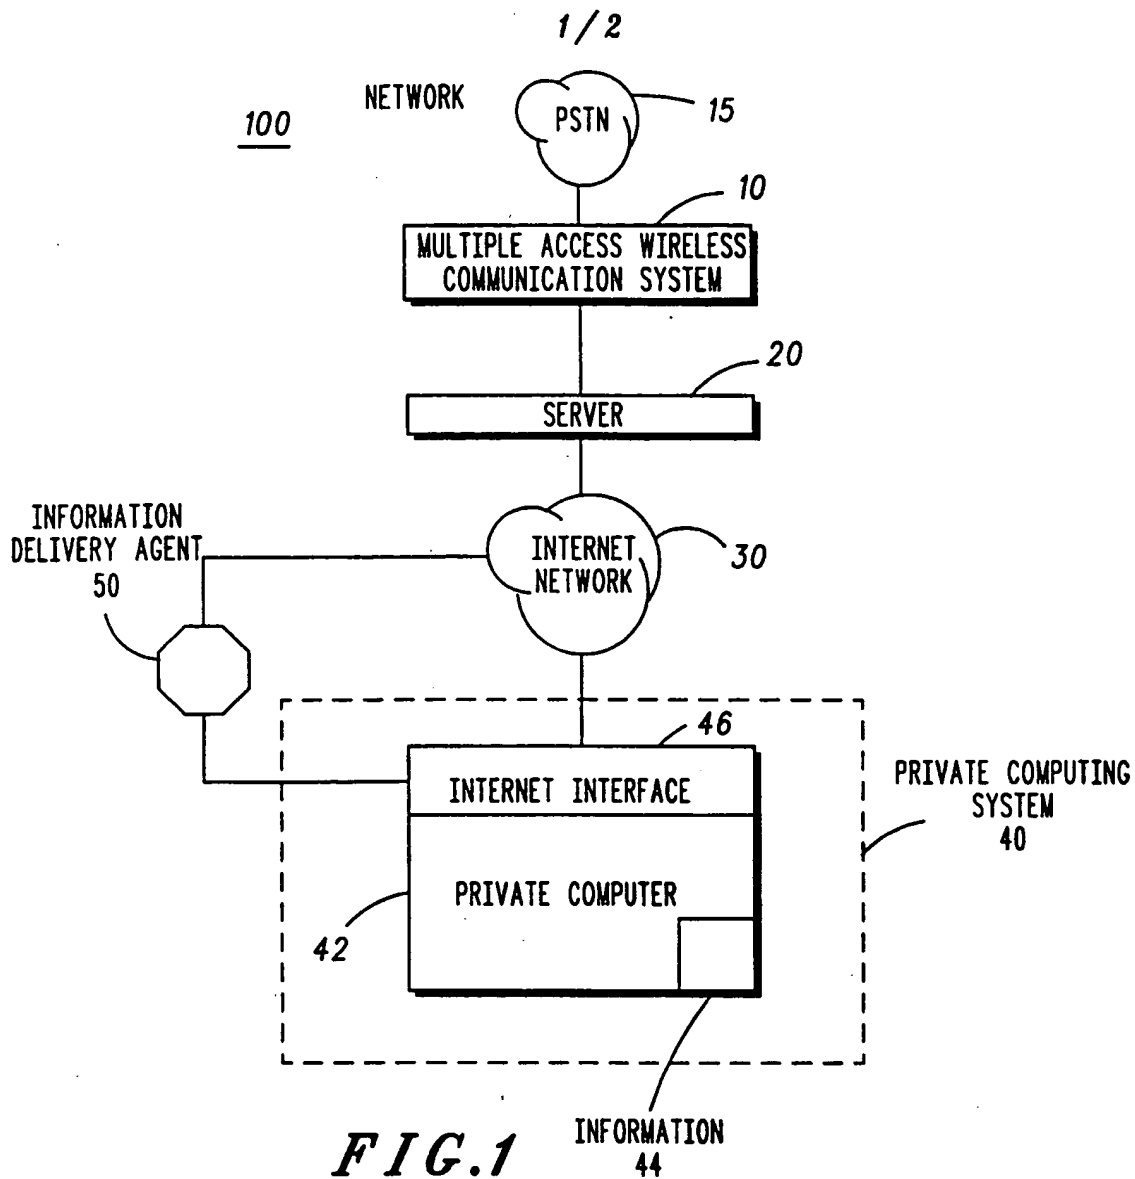 1/2
NETWORK
PSTN
15
100
10
MULTIPLE ACCESS WIRELESS
COMMUNICATION SYSTEM
20
SERVER
INFORMATION
DELIVERY AGENT
50
INTERNET
NETWORK
30
46
INTERNET INTERFACE
PRIVATE COMPUTING
SYSTEM
40
PRIVATE COMPUTER
42
INFORMATION
44
FIG.1